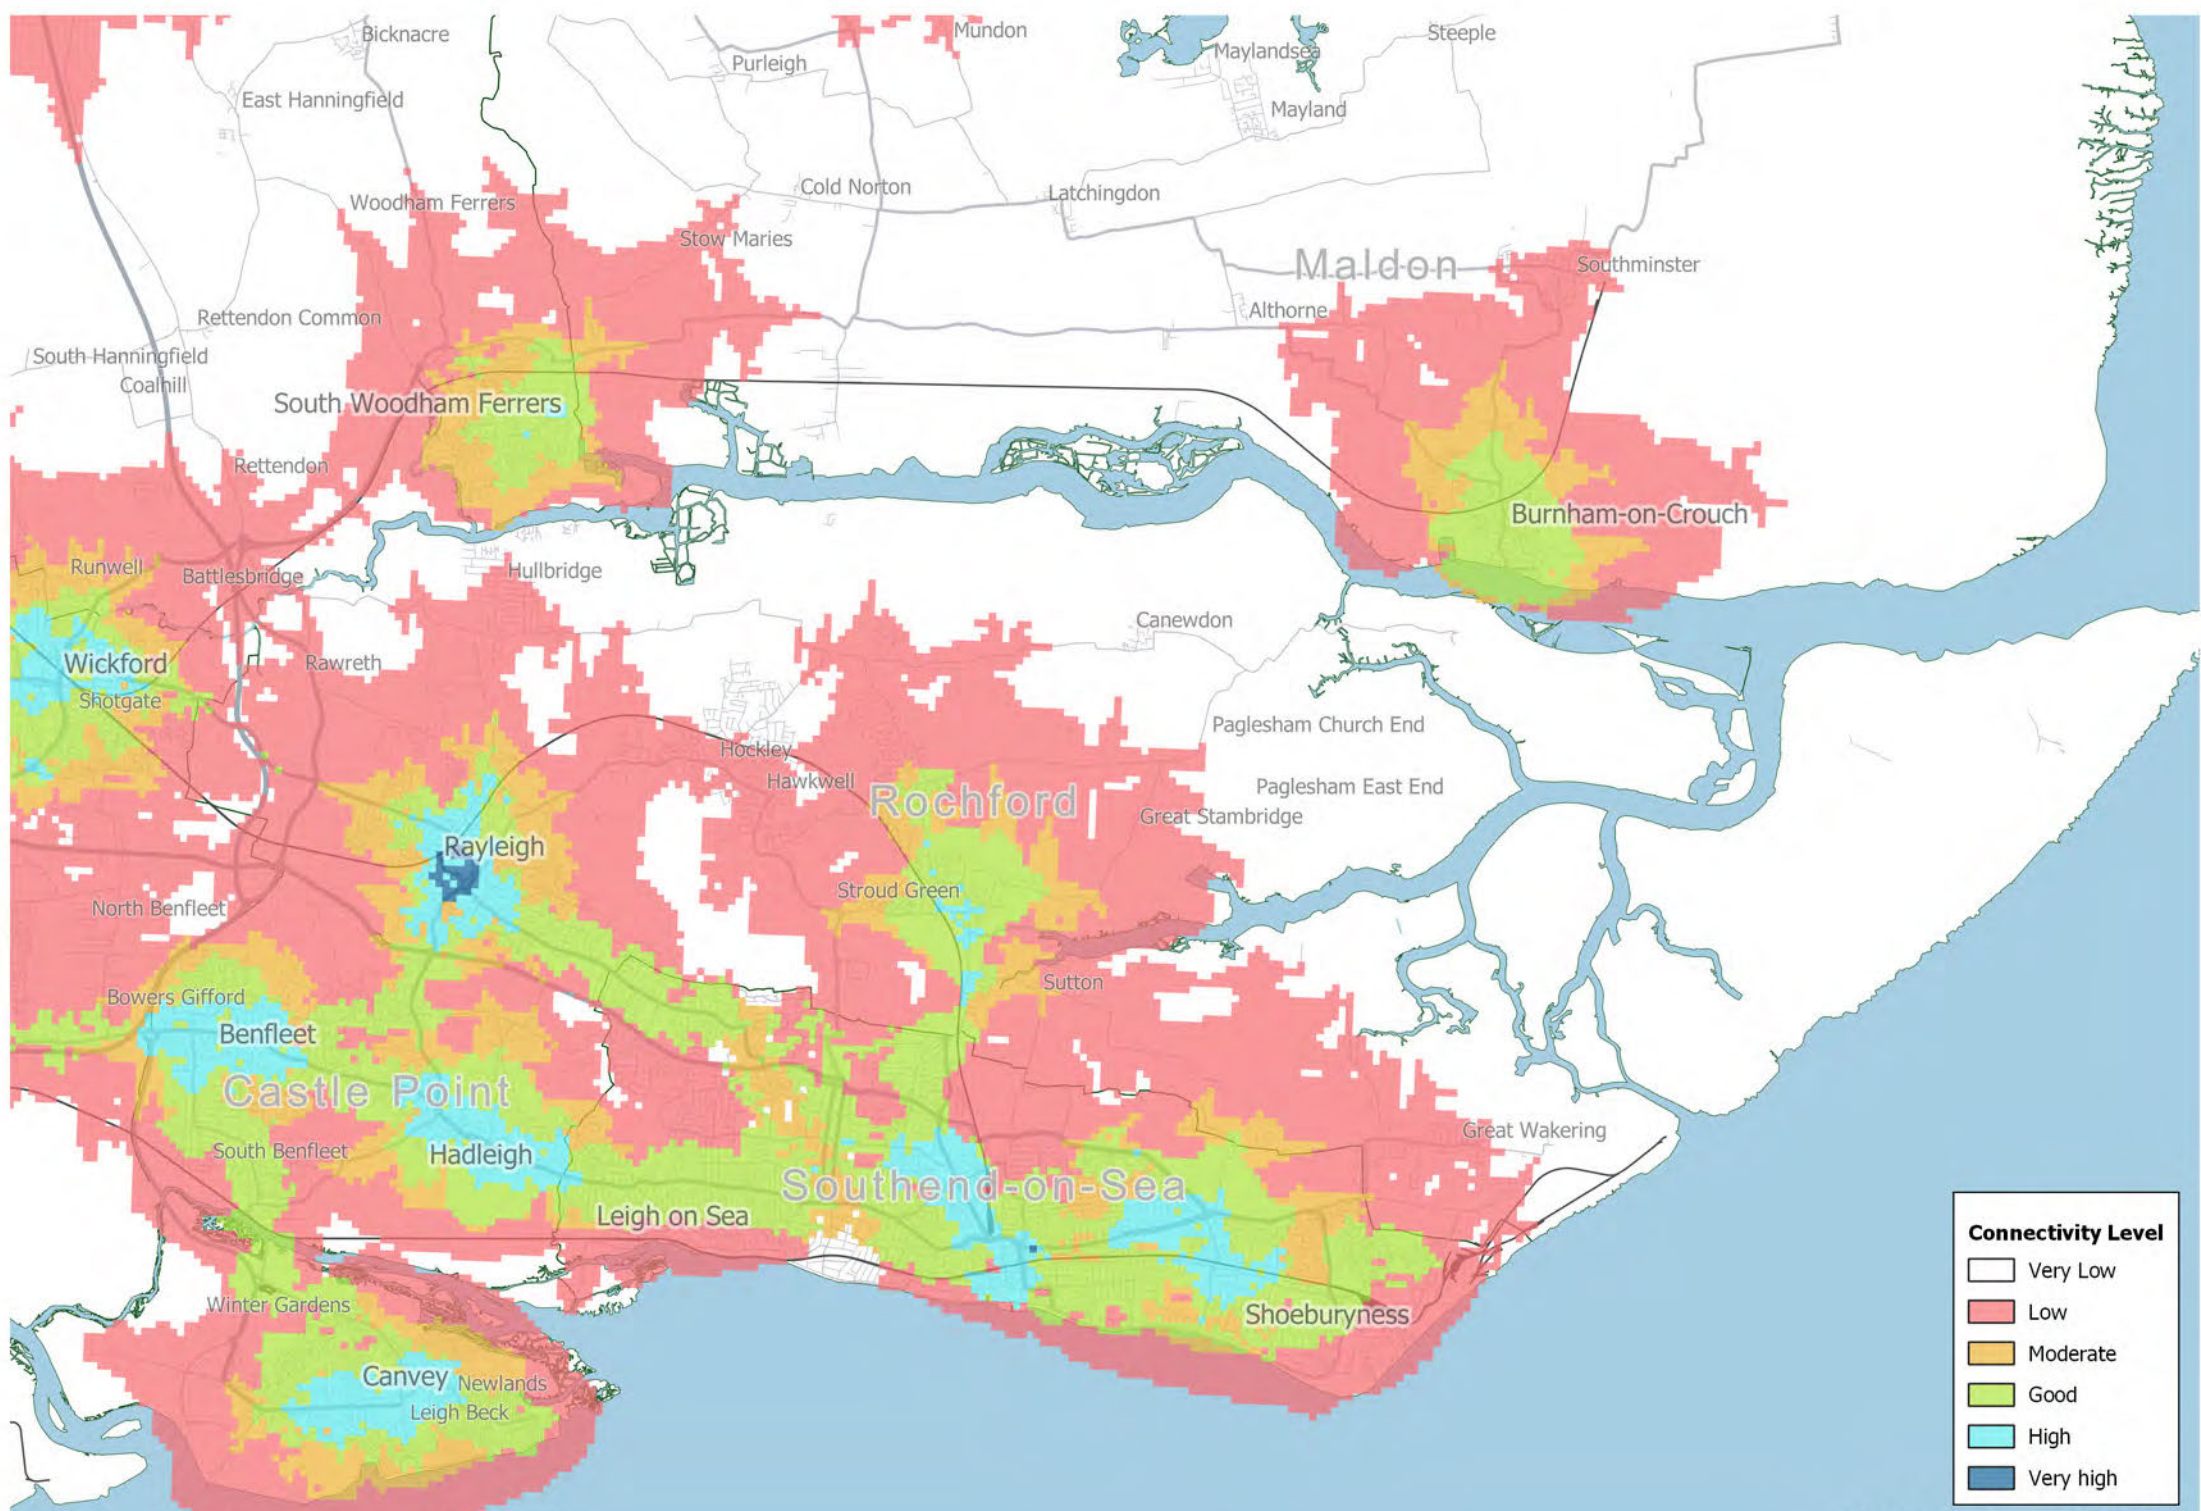 Bicknacre
Mundon
Steeple
Purleigh
Maylandsea
East Hanningfield
Mayland
Woodham Ferrers
Cold Norton
Latchingdon
Stow Maries
Maldon
Southminster
Rettendon Common
Althorne
South Hanningfield
Coalhill
South Woodham Ferrers
Rettendon
Burnham-on-Crouch
Runwell
Battlesbridge
Hullbridge
Canewdon
Wickford
Rawreth
Shotgate
Paglesham Church End
Hockley
Hawkwell
Rochford
Paglesham East End
Great Stambridge
Rayleigh
Stroud Green
North Benfleet
Sutton
Bowers Gifford
Benfleet
Castle Point
Great Wakering
South Benfleet
Hadleigh
Southend-on-Sea
Leigh on Sea
Winter Gardens
Shoeburyness
Canvey
Newlands
Leigh Beck
Connectivity Level
Very Low
Low
Moderate
Good
High
Very high